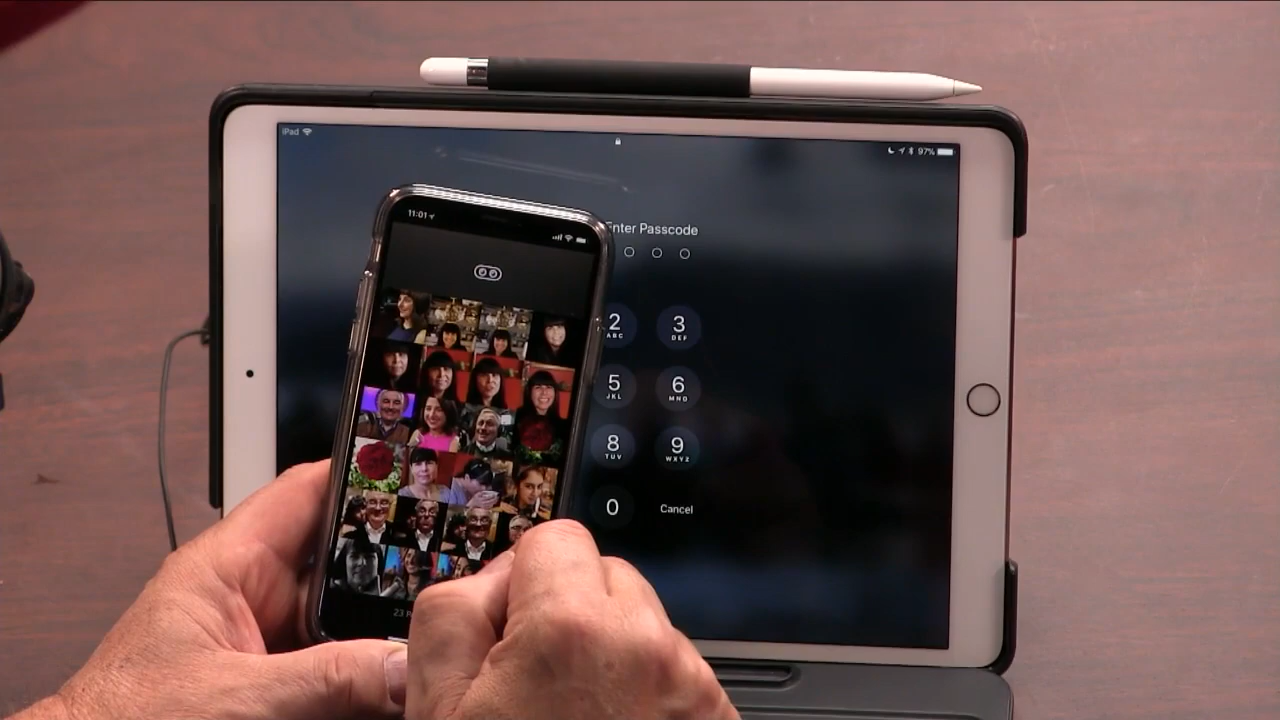 iPad
97%
11:01
Enter Passcode
2
ABC
3
DEF
5
JKL
6
MNO
8
TUV
9
WXYZ
0
Cancel
23